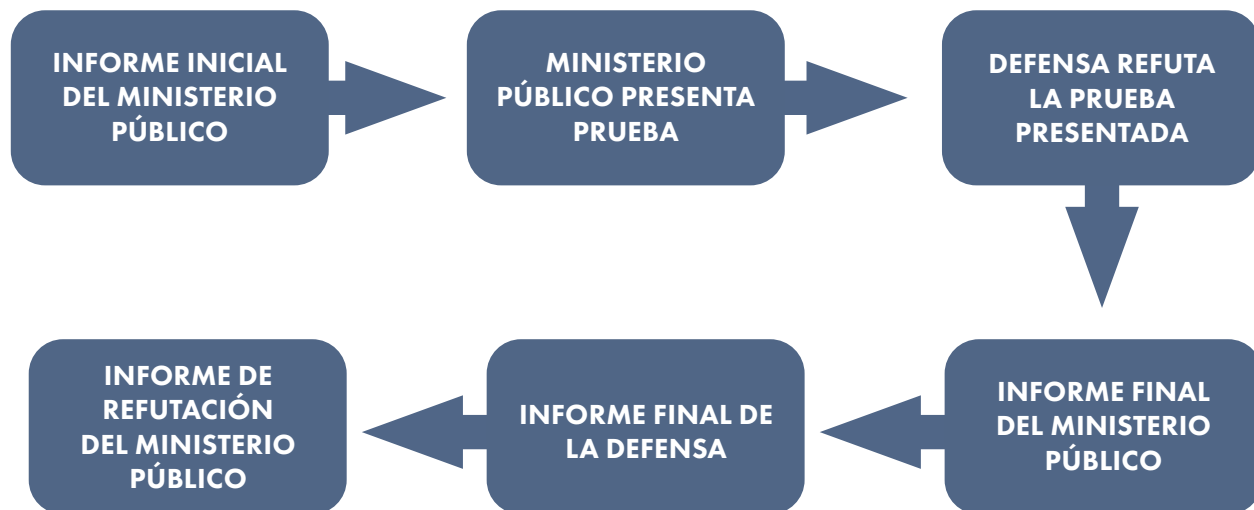 INFORME INICIAL
DEL MINISTERIO
PÚBLICO
MINISTERIO
PÚBLICO PRESENTA
PRUEBA
DEFENSA REFUTA
LA PRUEBA
PRESENTADA
INFORME FINAL
DEL MINISTERIO
PÚBLICO
INFORME FINAL DE
LA DEFENSA
INFORME DE
REFUTACIÓN
DEL MINISTERIO
PÚBLICO